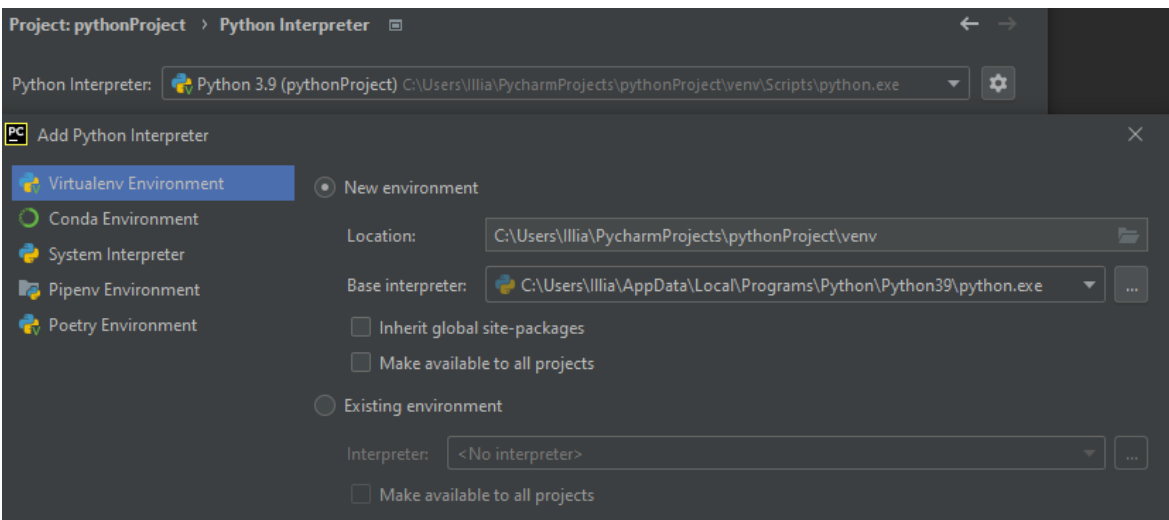 Project: pythonProject › Python Interpreter
Python Interpreter: Python 3.9 (pythonProject) C:\Users\Illia\PycharmProjects\pythonProject\venv\Scripts\python.exe
PC Add Python Interpreter
Virtualenv Environment
Conda Environment
System Interpreter
Pipenv Environment
Poetry Environment
New environment
Location: C:\Users\Illia\PycharmProjects\pythonProject\venv
Base interpreter: C:\Users\Illia\AppData\Local\Programs\Python\Python39\python.exe ...
Inherit global site-packages
Make available to all projects
Existing environment
Interpreter: <No interpreter> ...
Make available to all projects